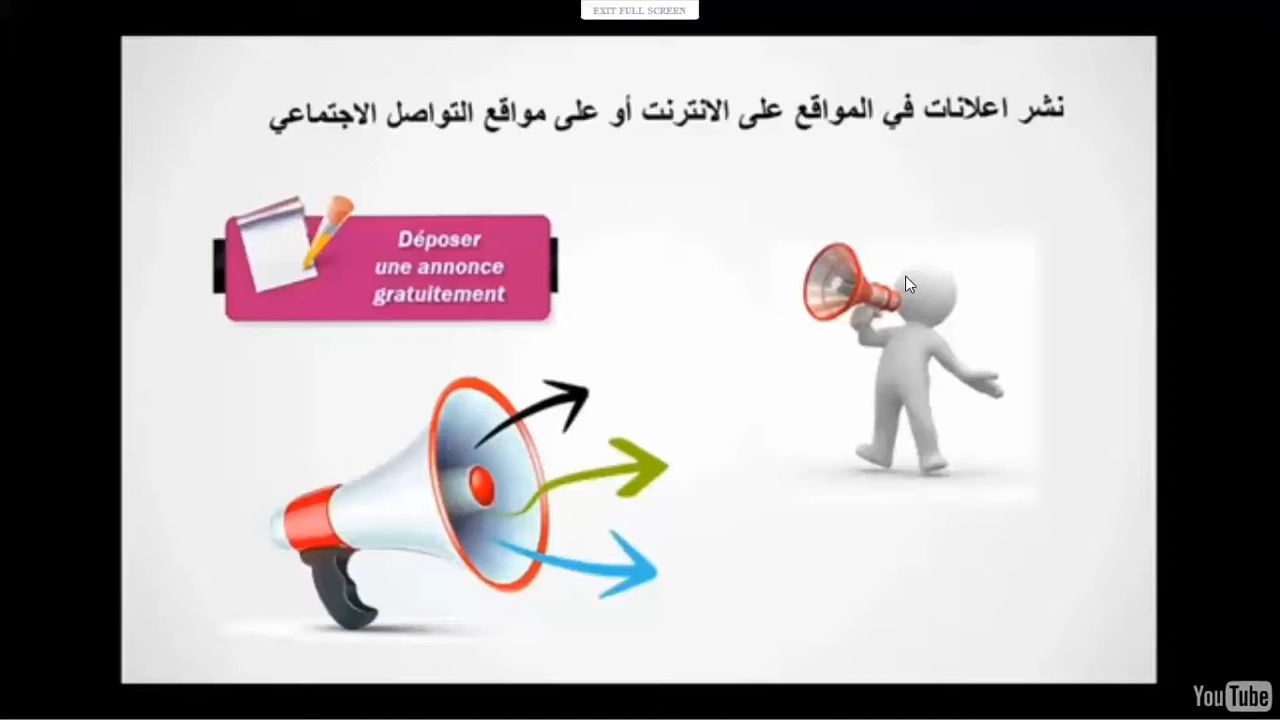 EXIT FULL SCREEN
نشر اعلانات في المواقع على الانترنت أو على مواقع التواصل الاجتماعي
Déposer
une annonce
gratuitement
YouTube